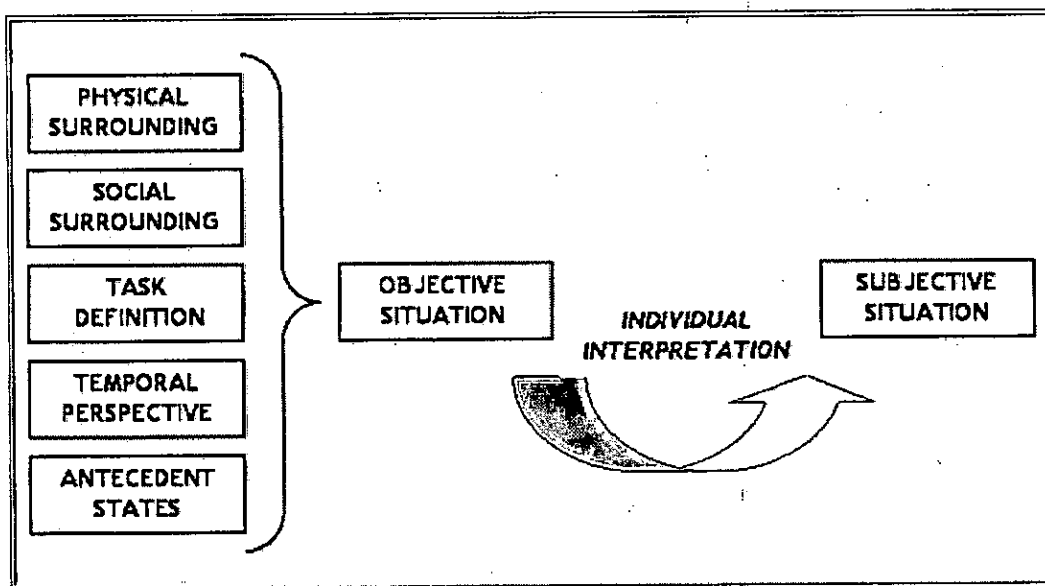 PHYSICAL
SURROUNDING
SOCIAL
SURROUNDING
TASK
DEFINITION
TEMPORAL
PERSPECTIVE
ANTECEDENT
STATES
OBJECTIVE
SITUATION
INDIVIDUAL
INTERPRETATION
SUBJECTIVE
SITUATION